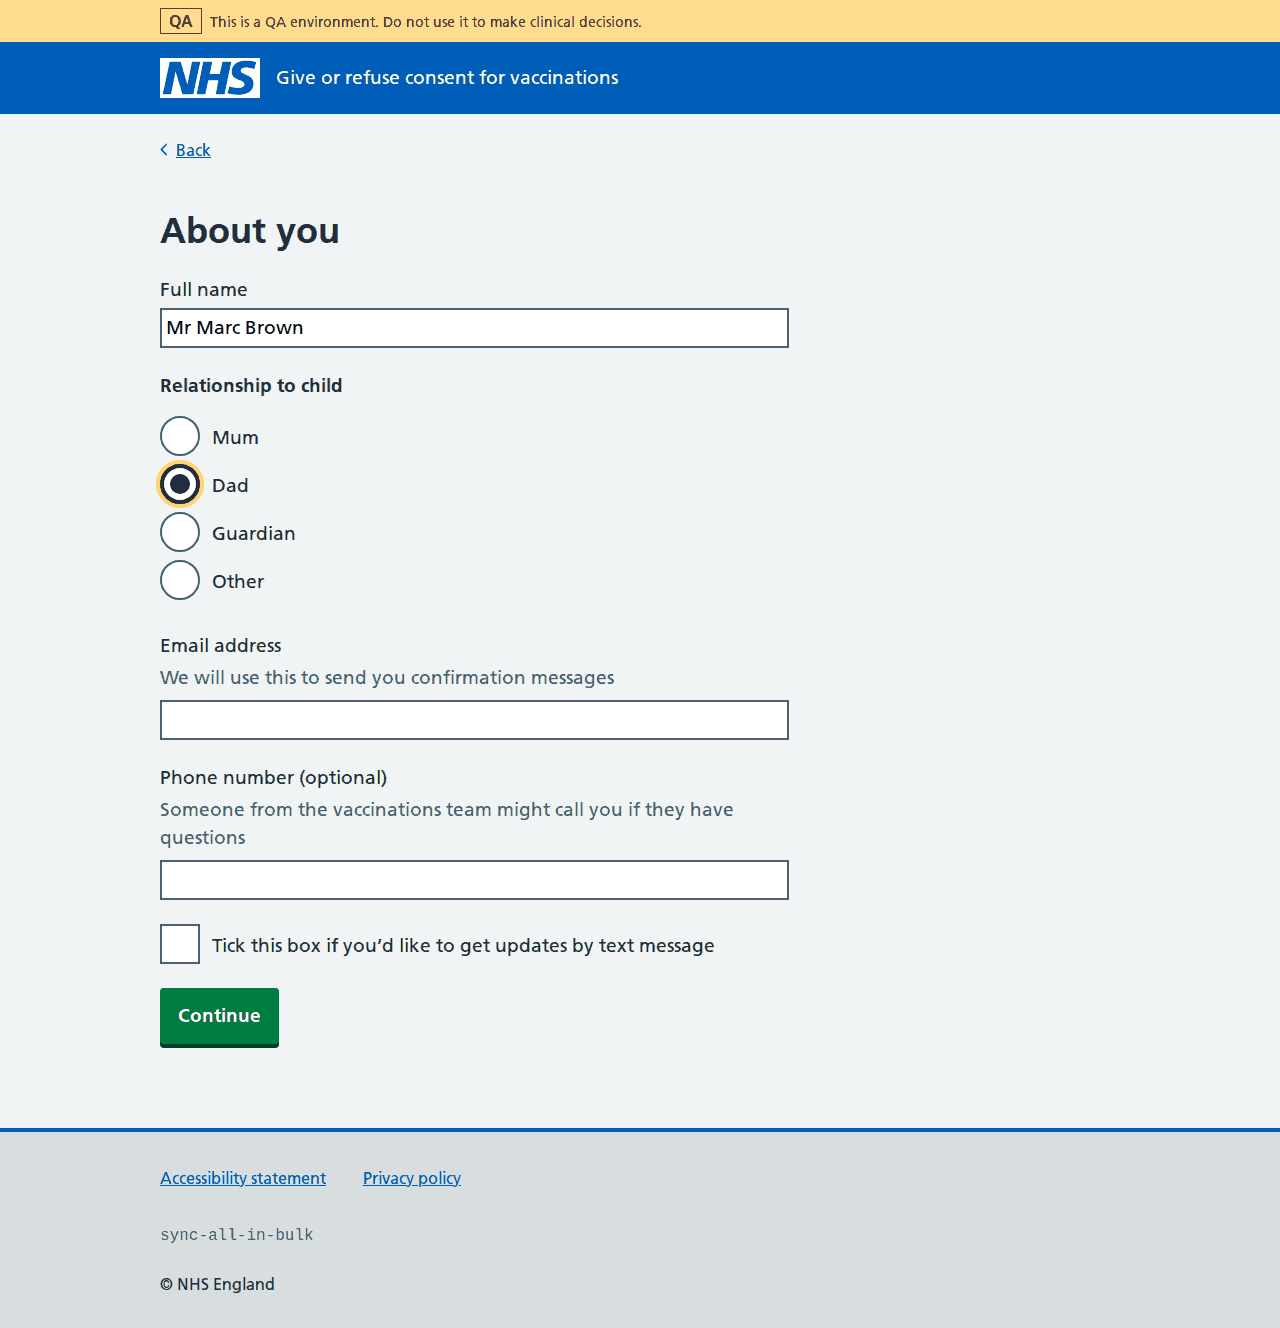 QA This is a QA environment. Do not use it to make clinical decisions.
NHS Give or refuse consent for vaccinations
Back
About you
Full name
Mr Marc Brown
Relationship to child
Mum
Dad
Guardian
Other
Email address
We will use this to send you confirmation messages
Phone number (optional)
Someone from the vaccinations team might call you if they have
questions
Tick this box if you’d like to get updates by text message
Continue
Accessibility statement Privacy policy
sync-all-in-bulk
© NHS England